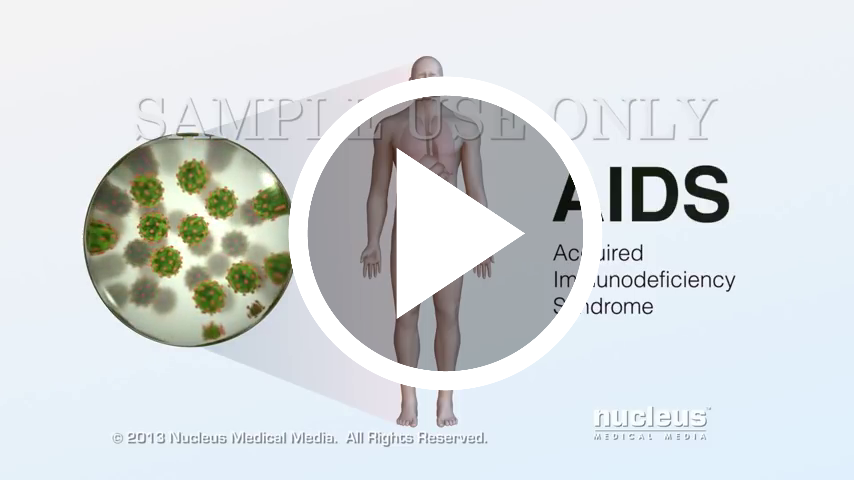 SAMPLE USE ONLY
AIDS
Acquired
Immunodeficiency
Syndrome
nucleus
MEDICAL MEDIA
© 2013 Nucleus Medical Media. All Rights Reserved.